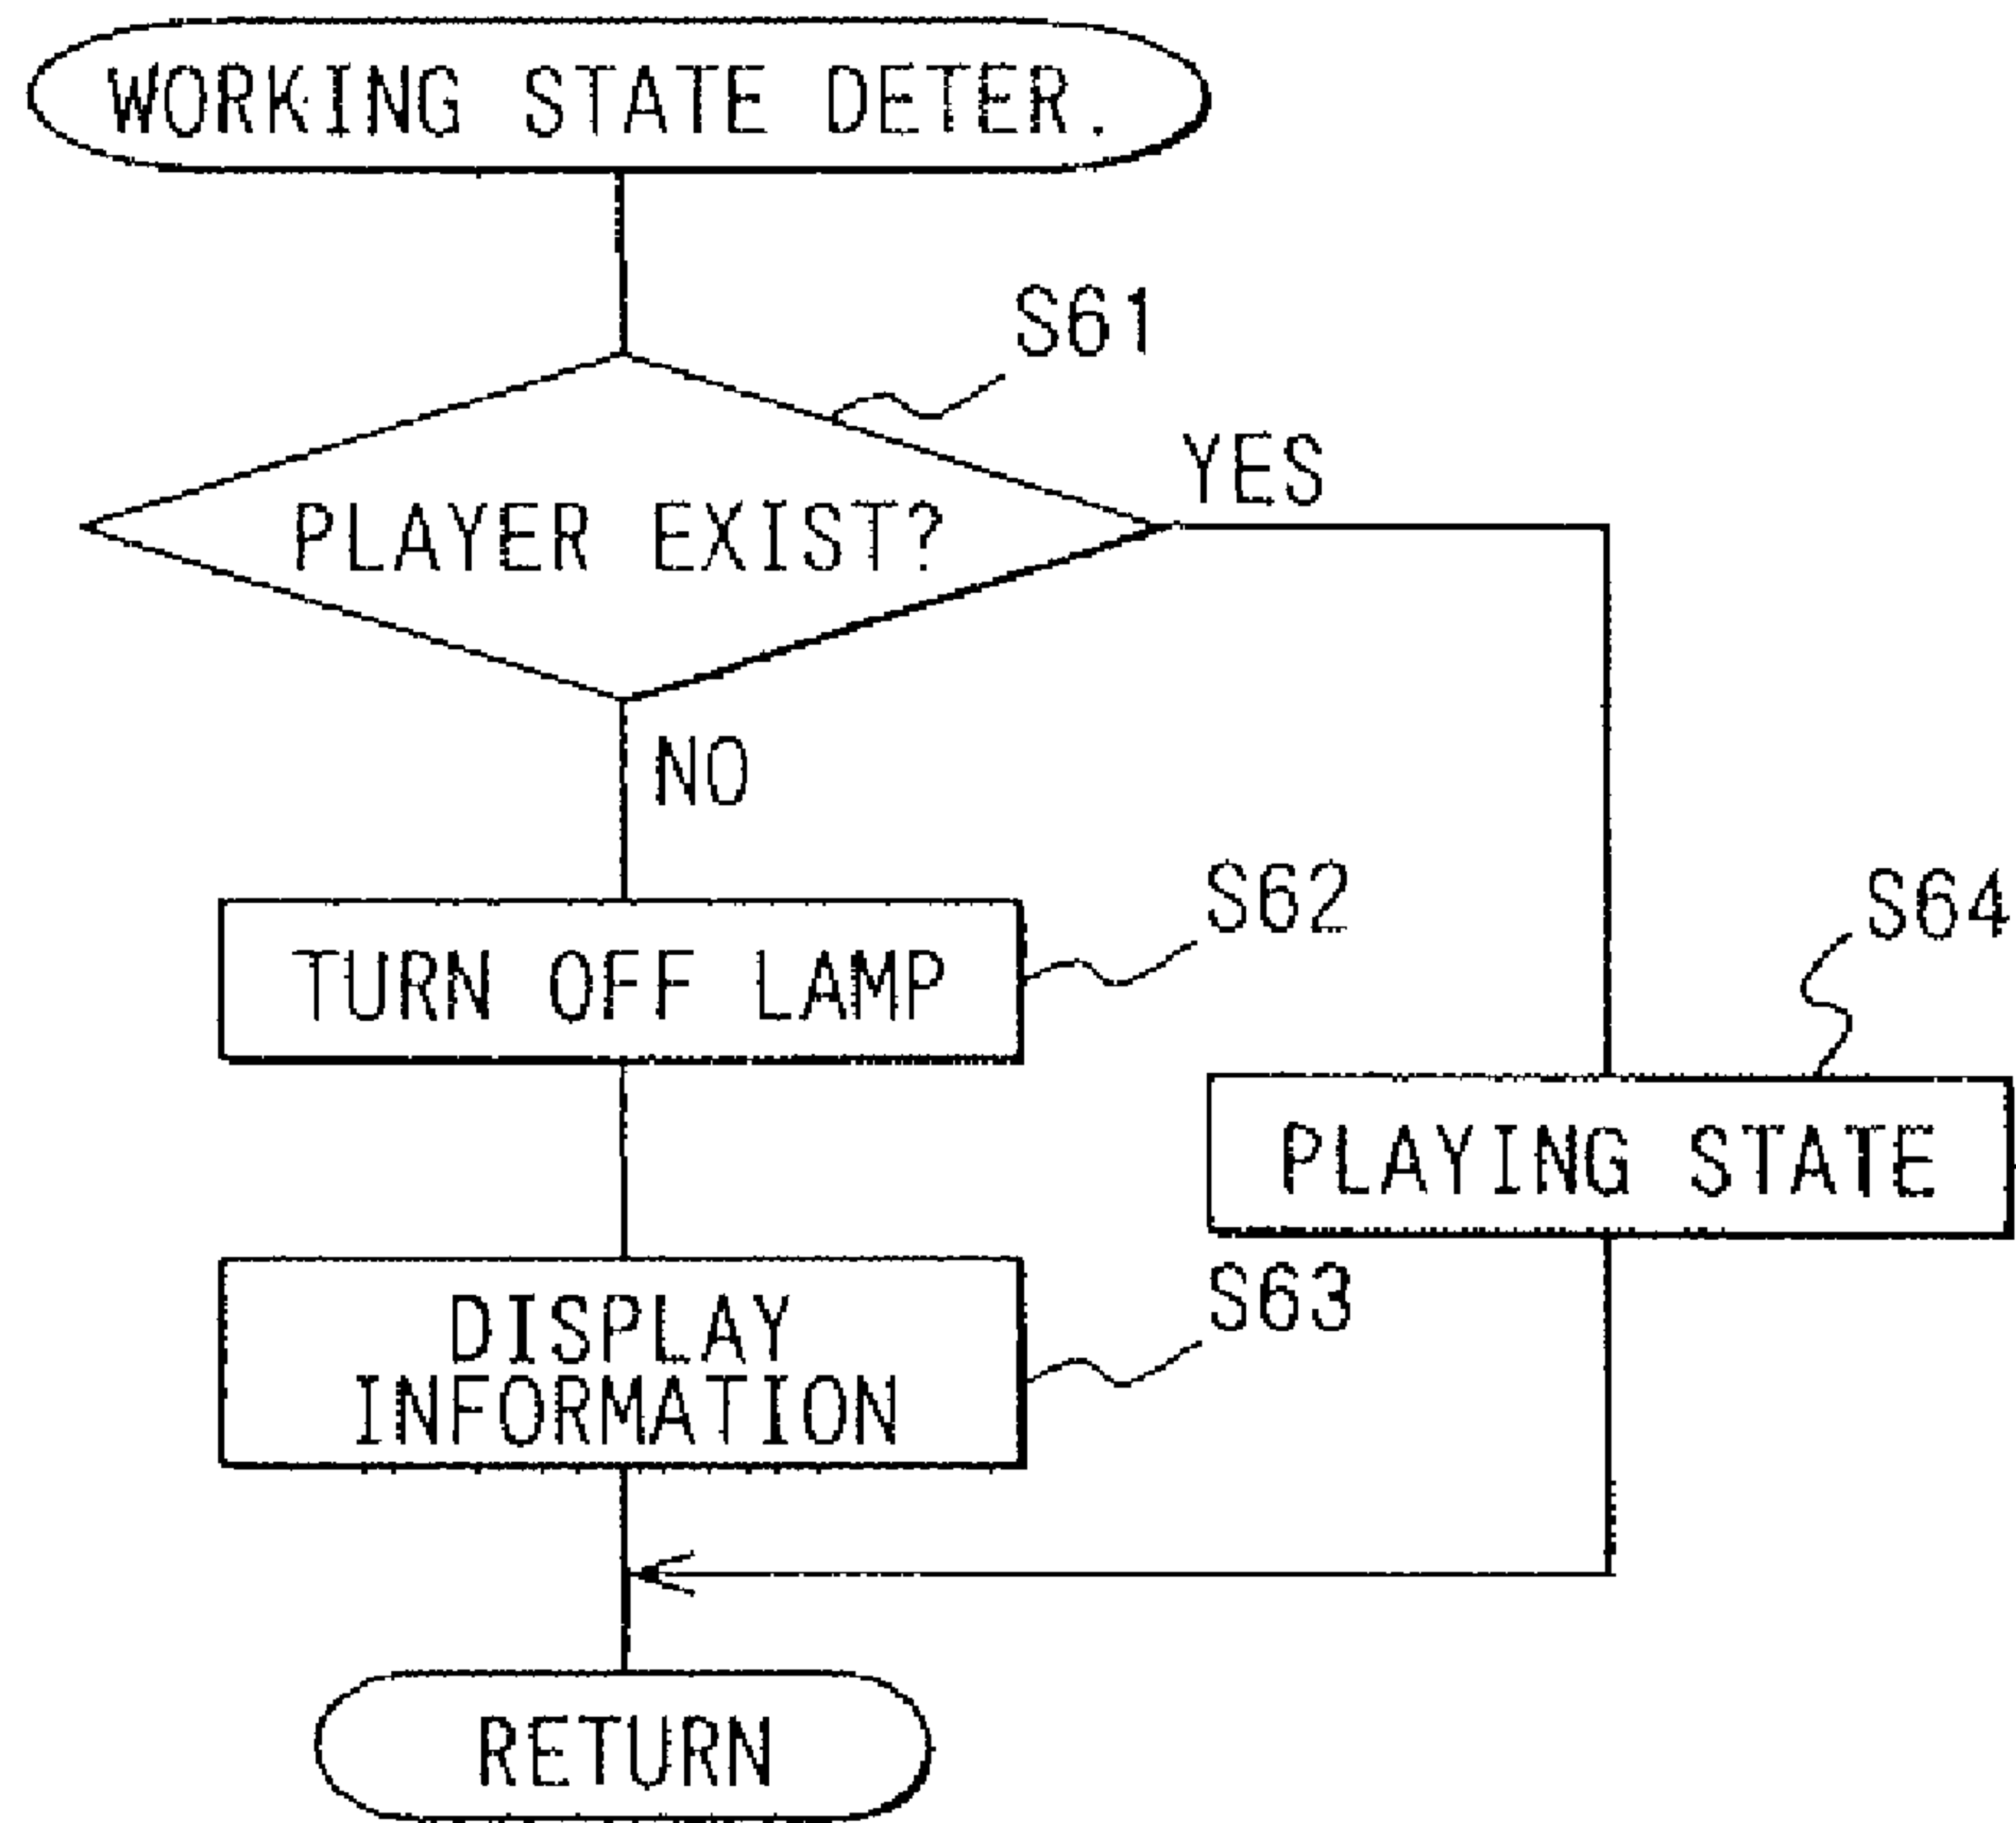 WORKING STATE DETER.
S61
PLAYER EXIST?
YES
NO
S62
TURN OFF LAMP
S64
PLAYING STATE
S63
DISPLAY
INFORMATION
RETURN